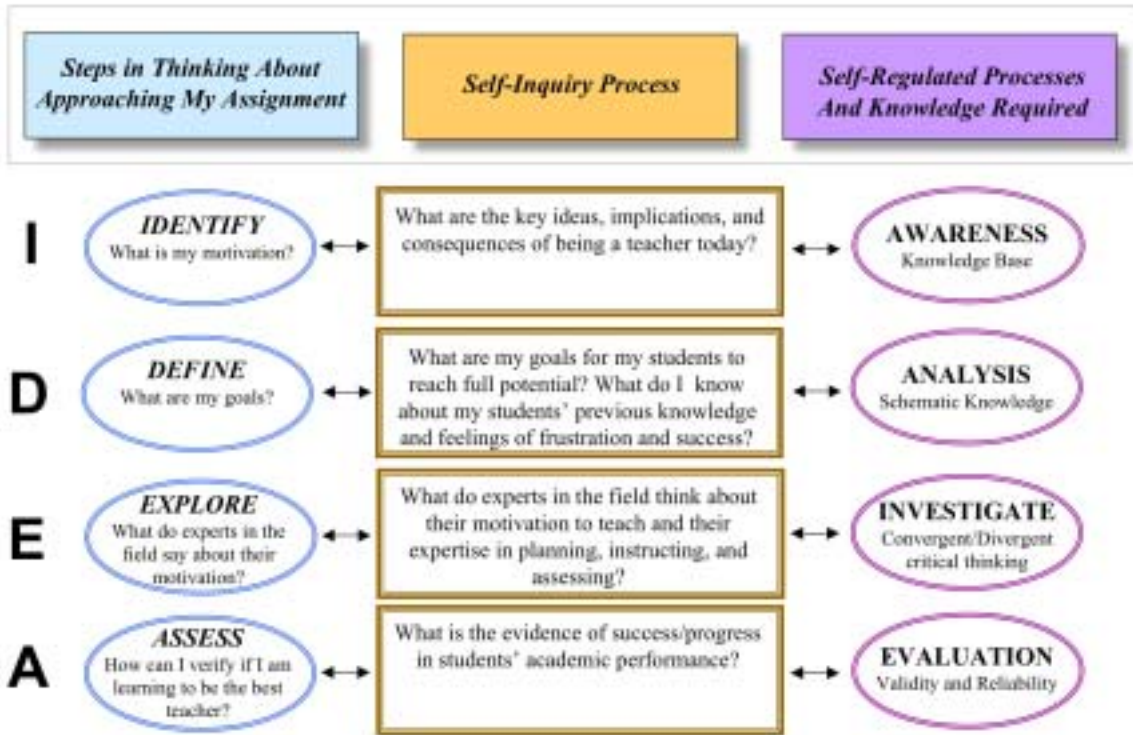 Steps in Thinking About
Approaching My Assignment
Self-Inquiry Process
Self-Regulated Processes
And Knowledge Required
I
IDENTIFY
What is my motivation?
What are the key ideas, implications, and
consequences of being a teacher today?
AWARENESS
Knowledge Base
D
DEFINE
What are my goals?
What are my goals for my students to
reach full potential? What do I know
about my students' previous knowledge
and feelings of frustration and success?
ANALYSIS
Schematic Knowledge
E
EXPLORE
What do experts in the
field say about their
motivation?
What do experts in the field think about
their motivation to teach and their
expertise in planning, instructing, and
assessing?
INVESTIGATE
Convergent/Divergent
critical thinking
A
ASSESS
How can I verify if I am
learning to be the best
teacher?
What is the evidence of success/progress
in students' academic performance?
EVALUATION
Validity and Reliability